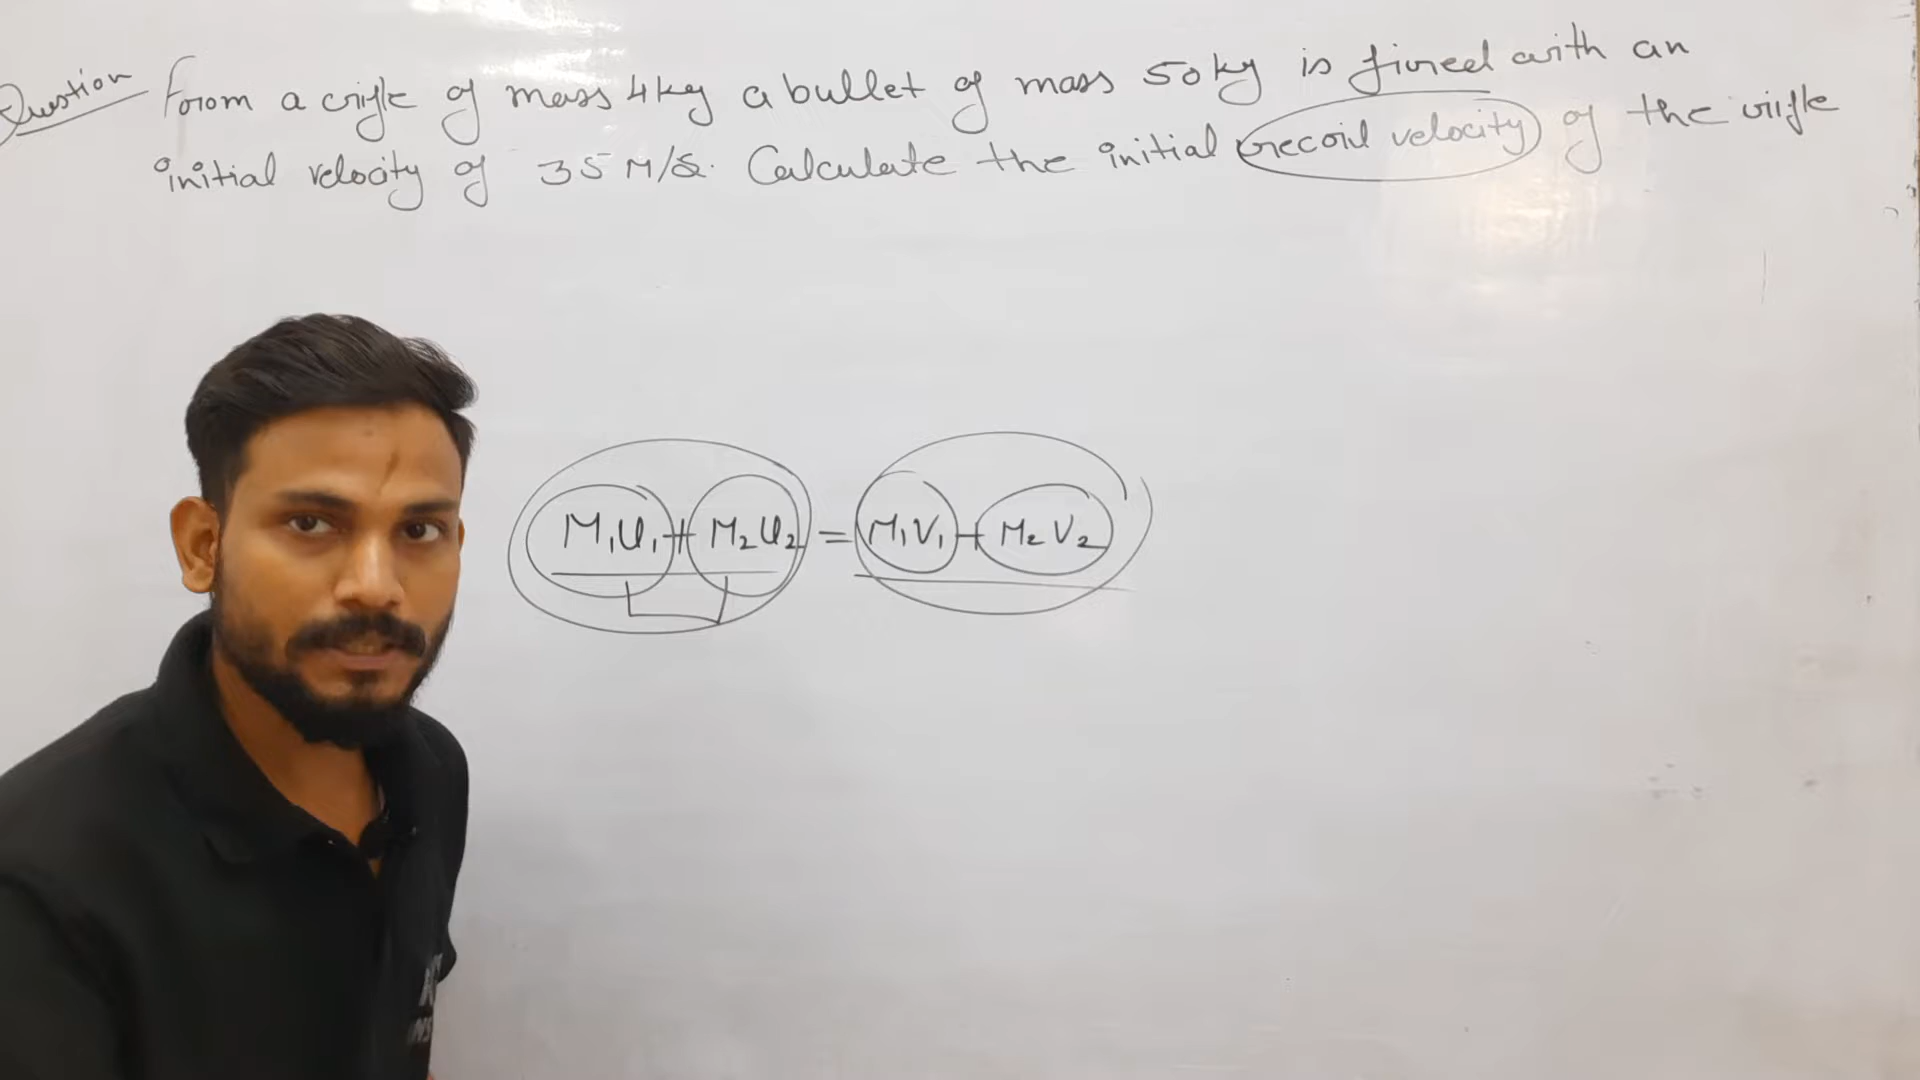 Question From a rifle of mass 4kg a bullet of mass 50kg is fired with an
initial velocity of 35 M/S. Calculate the initial recoil velocity of the rifle
M₁U₁ + M₂U₂ = M₁V₁ + M₂V₂